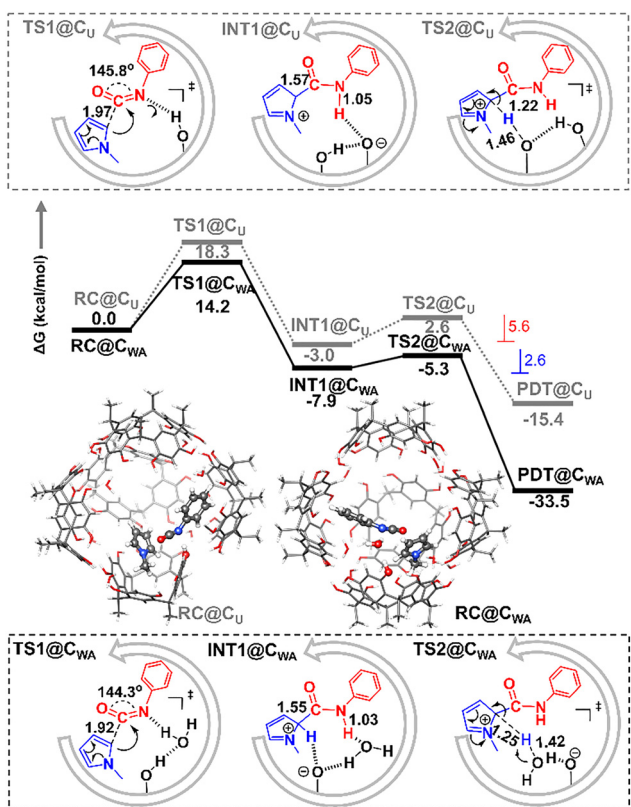 TS1@CU
INT1@CU
TS2@CU
145.8º
O C N
H
O
‡
1.97
N
O
1.57
N
H
1.05
N
⊕
O H O ⊖
O
N
H
‡
1.22
N
⊕
H
1.46
O
H
O
ΔG (kcal/mol)
TS1@CU
18.3
TS1@CWA
14.2
RC@CU
0.0
RC@CWA
INT1@CU
-3.0
INT1@CWA
-7.9
TS2@CU
2.6
TS2@CWA
-5.3
5.6
2.6
PDT@CU
-15.4
PDT@CWA
-33.5
RC@CU
RC@CWA
TS1@CWA
INT1@CWA
TS2@CWA
144.3º
O C N
‡
1.92
H O H
N
H
O
O
1.55
N
H
H
1.03
N
⊕
H
O
H
⊖ O H
O
N
H
‡
⊕
N
1.25
H
1.42
O
H
H O ⊖